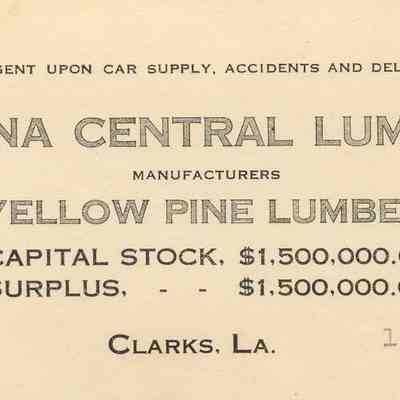 GENT UPON CAR SUPPLY, ACCIDENTS AND DEL
NA CENTRAL LUM
MANUFACTURERS
YELLOW PINE LUMBE
CAPITAL STOCK, $1,500,000.
SURPLUS, - - $1,500,000.
CLARKS, LA. 1